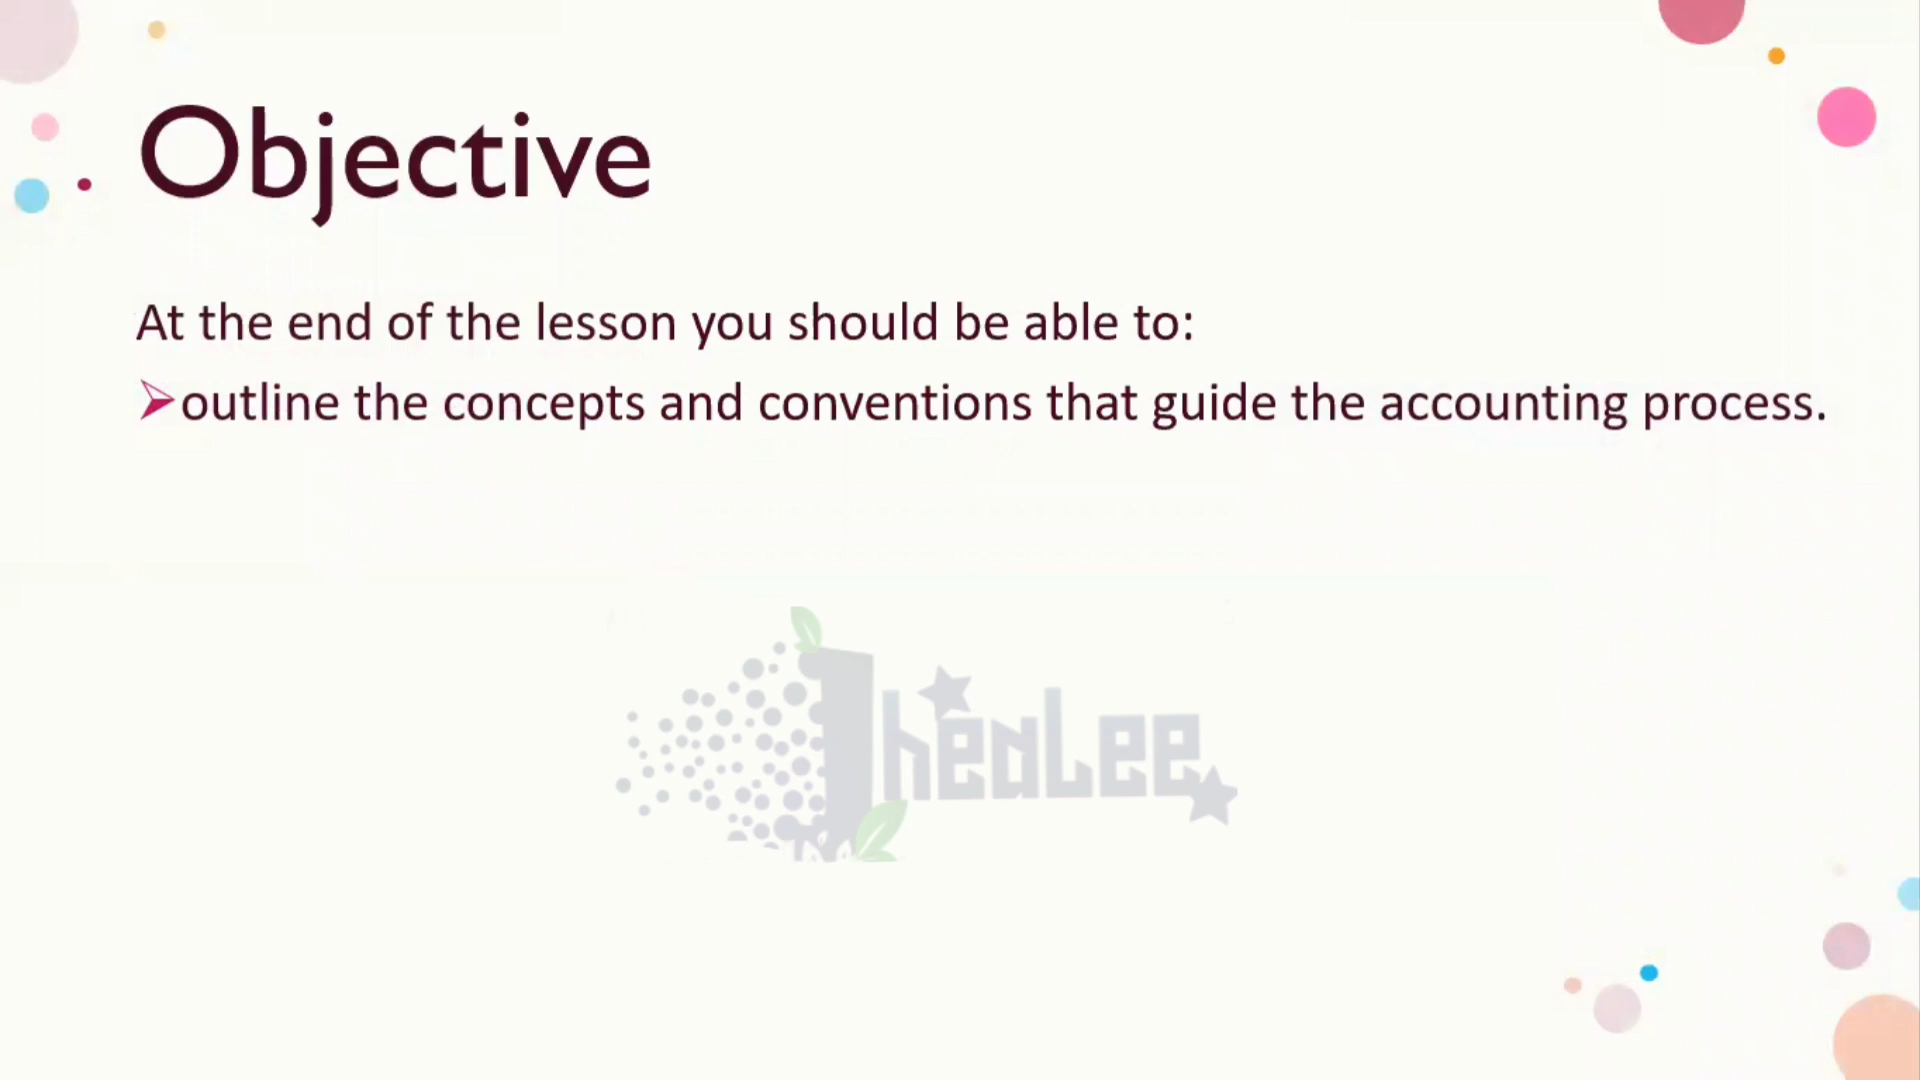 Objective
At the end of the lesson you should be able to:
➢outline the concepts and conventions that guide the accounting process.
TheaLee